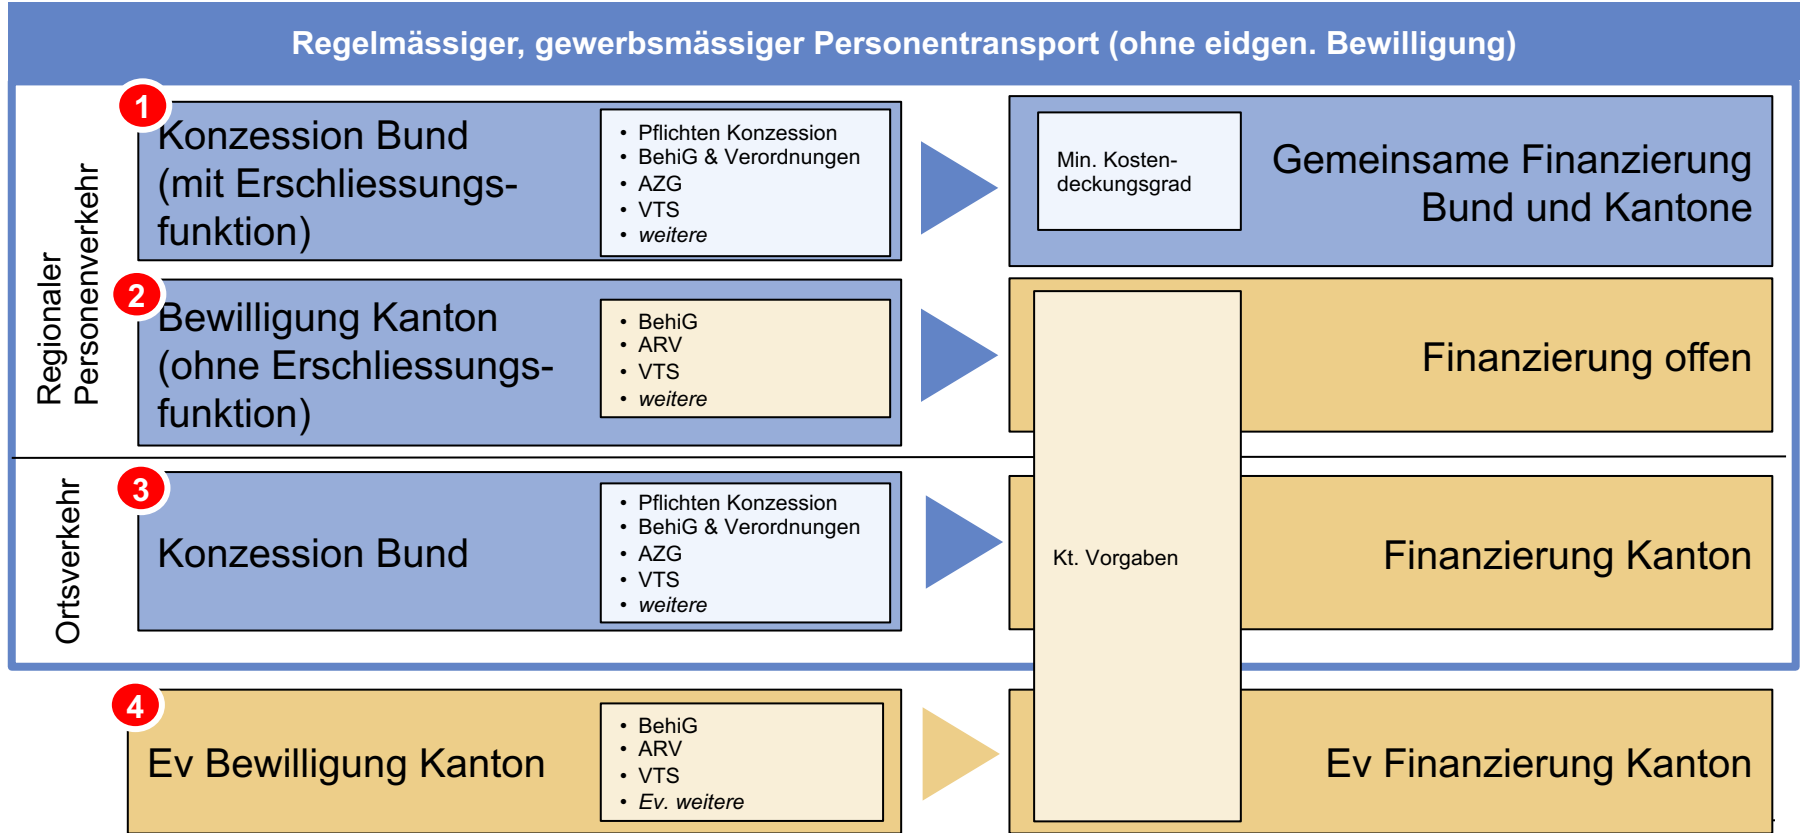 Regelmässiger, gewerbsmässiger Personentransport (ohne eidgen. Bewilligung)
Regionaler
Personenverkehr
1
Konzession Bund
(mit Erschliessungs-
funktion)
• Pflichten Konzession
• BehiG & Verordnungen
• AZG
• VTS
• weitere
Min. Kosten-
deckungsgrad
Gemeinsame Finanzierung
Bund und Kantone
2
Bewilligung Kanton
(ohne Erschliessungs-
funktion)
• BehiG
• ARV
• VTS
• weitere
Finanzierung offen
Ortsverkehr
3
Konzession Bund
• Pflichten Konzession
• BehiG & Verordnungen
• AZG
• VTS
• weitere
Kt. Vorgaben
Finanzierung Kanton
4
Ev Bewilligung Kanton
• BehiG
• ARV
• VTS
• Ev. weitere
Ev Finanzierung Kanton